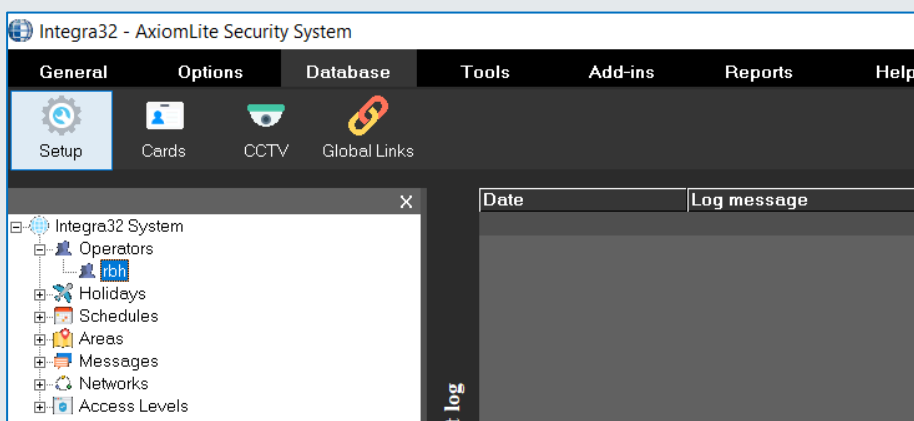 Integra32 - AxiomLite Security System
General Options Database Tools Add-ins Reports Help
Setup Cards CCTV Global Links
X
Date Log message
Integra32 System
Operators
rbh
Holidays
Schedules
Areas
Messages
Networks
Access Levels
log